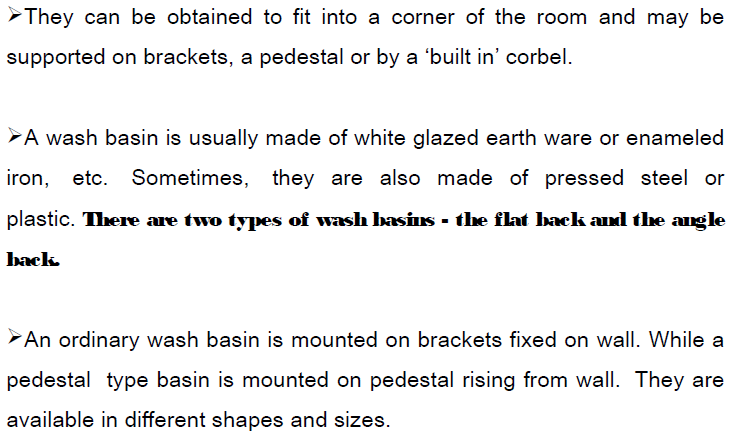 ➢They can be obtained to fit into a corner of the room and may be
supported on brackets, a pedestal or by a ‘built in’ corbel.
➢A wash basin is usually made of white glazed earth ware or enameled
iron, etc. Sometimes, they are also made of pressed steel or
plastic. There are two types of wash basins - the flat back and the angle
back.
➢An ordinary wash basin is mounted on brackets fixed on wall. While a
pedestal type basin is mounted on pedestal rising from wall. They are
available in different shapes and sizes.